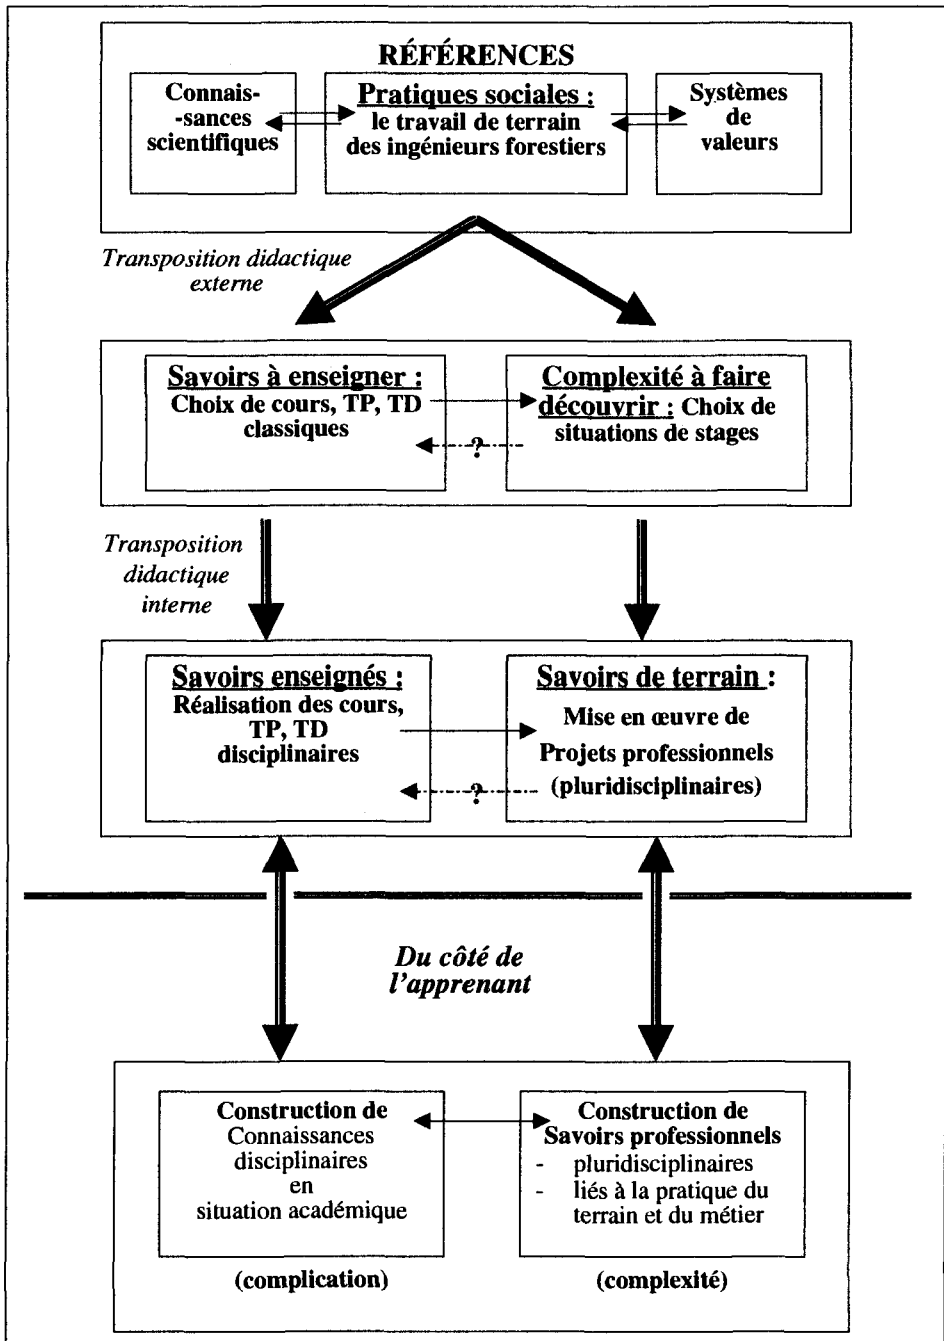 RÉFÉRENCES
Connais-
-sances
scientifiques
Pratiques sociales :
le travail de terrain
des ingénieurs forestiers
Systèmes
de
valeurs
Transposition didactique
externe
Savoirs à enseigner :
Choix de cours, TP, TD
classiques
Complexité à faire
découvrir : Choix de
situations de stages
?
Transposition
didactique
interne
Savoirs enseignés :
Réalisation des cours,
TP, TD
disciplinaires
Savoirs de terrain :
Mise en œuvre de
Projets professionnels
(pluridisciplinaires)
?
Du côté de
l'apprenant
Construction de
Connaissances
disciplinaires
en
situation académique
Construction de
Savoirs professionnels
- pluridisciplinaires
- liés à la pratique du
terrain et du métier
(complication)
(complexité)